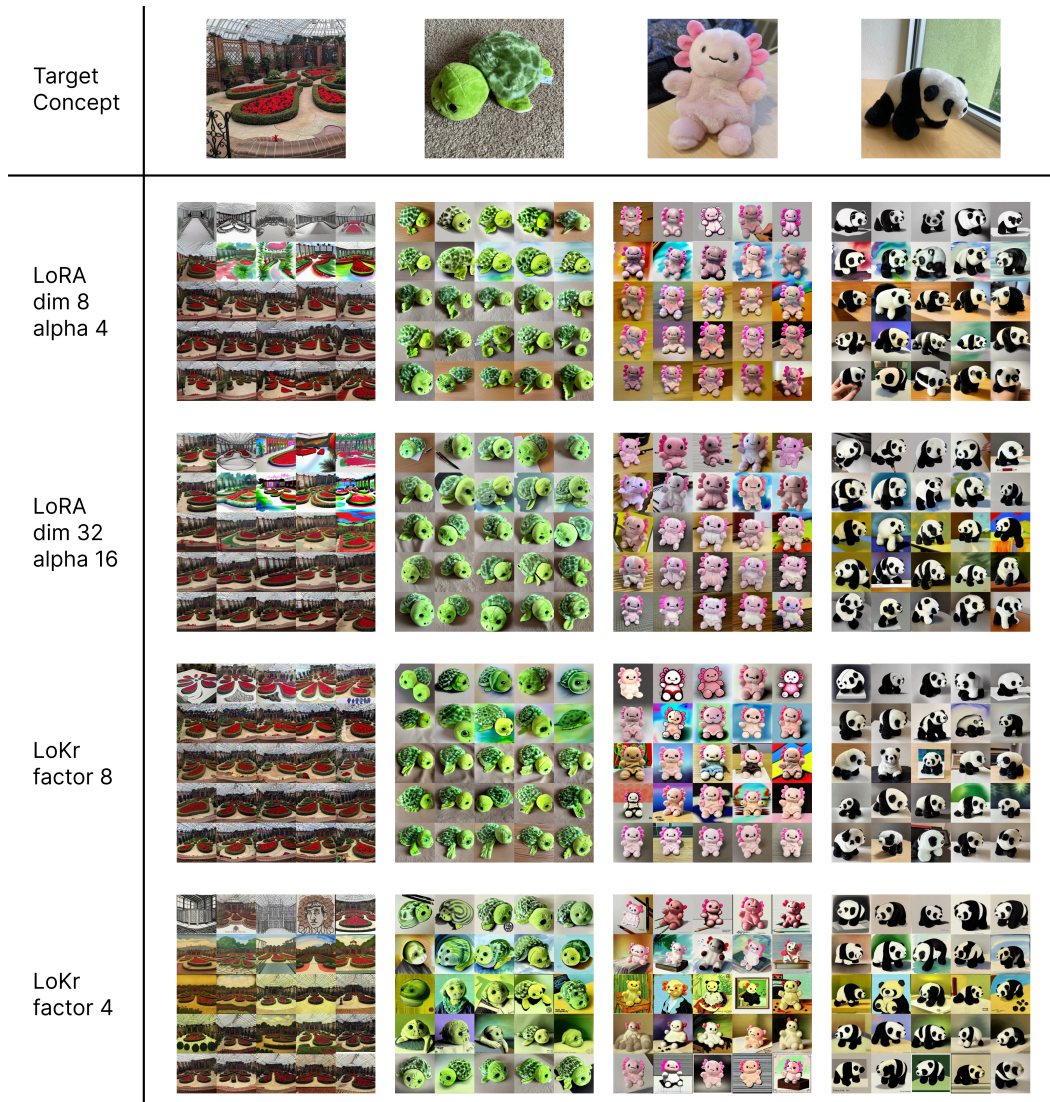 Target
Concept
LoRA
dim 8
alpha 4
LoRA
dim 32
alpha 16
LoKr
factor 8
LoKr
factor 4